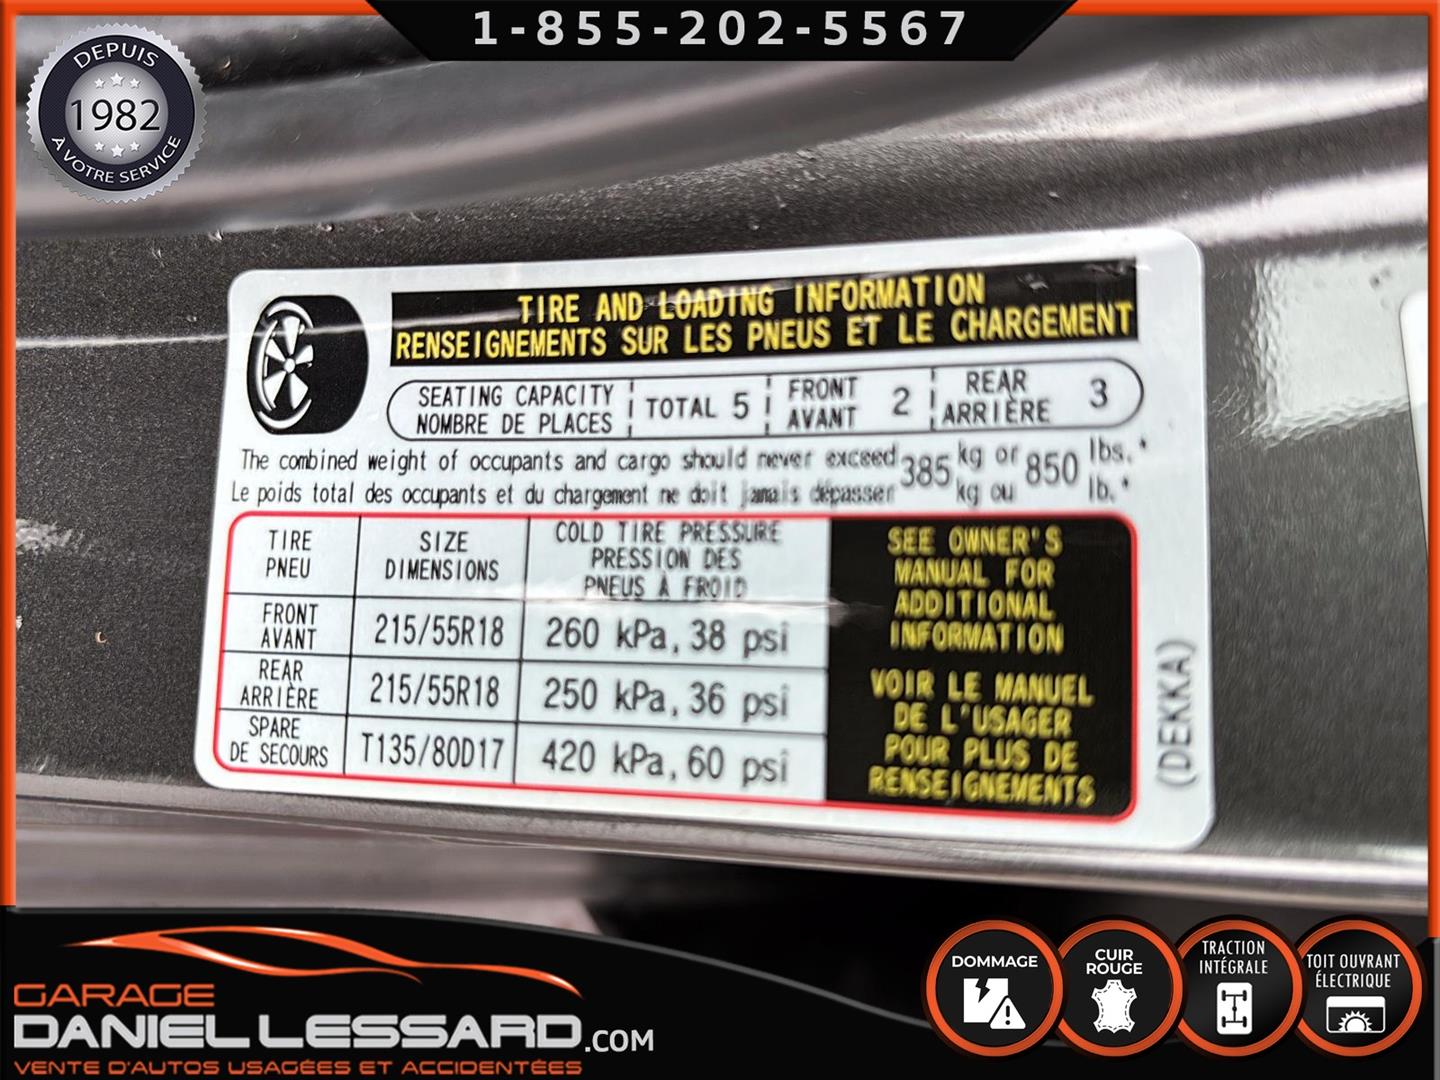 1-855-202-5567
DEPUIS
1982
À VOTRE SERVICE
TIRE AND LOADING INFORMATION
RENSEIGNEMENTS SUR LES PNEUS ET LE CHARGEMENT
SEATING CAPACITY
NOMBRE DE PLACES
TOTAL 5
FRONT
AVANT
2
REAR
ARRIÈRE
3
The combined weight of occupants and cargo should never exceed 385 kg or 850 lbs.*
Le poids total des occupants et du chargement ne doit jamais dépasser 385 kg ou 850 lb.*
TIRE
PNEU
SIZE
DIMENSIONS
COLD TIRE PRESSURE
PRESSION DES
PNEUS À FROID
FRONT
AVANT
215/55R18
260 kPa, 38 psi
REAR
ARRIÈRE
215/55R18
250 kPa, 36 psi
SPARE
DE SECOURS
T135/80D17
420 kPa, 60 psi
SEE OWNER'S
MANUAL FOR
ADDITIONAL
INFORMATION
VOIR LE MANUEL
DE L'USAGER
POUR PLUS DE
RENSEIGNEMENTS
(DEKKA)
GARAGE
DANIEL LESSARD.COM
VENTE D'AUTOS USAGÉES ET ACCIDENTÉES
DOMMAGE
CUIR
ROUGE
TRACTION
INTÉGRALE
TOIT OUVRANT
ÉLECTRIQUE